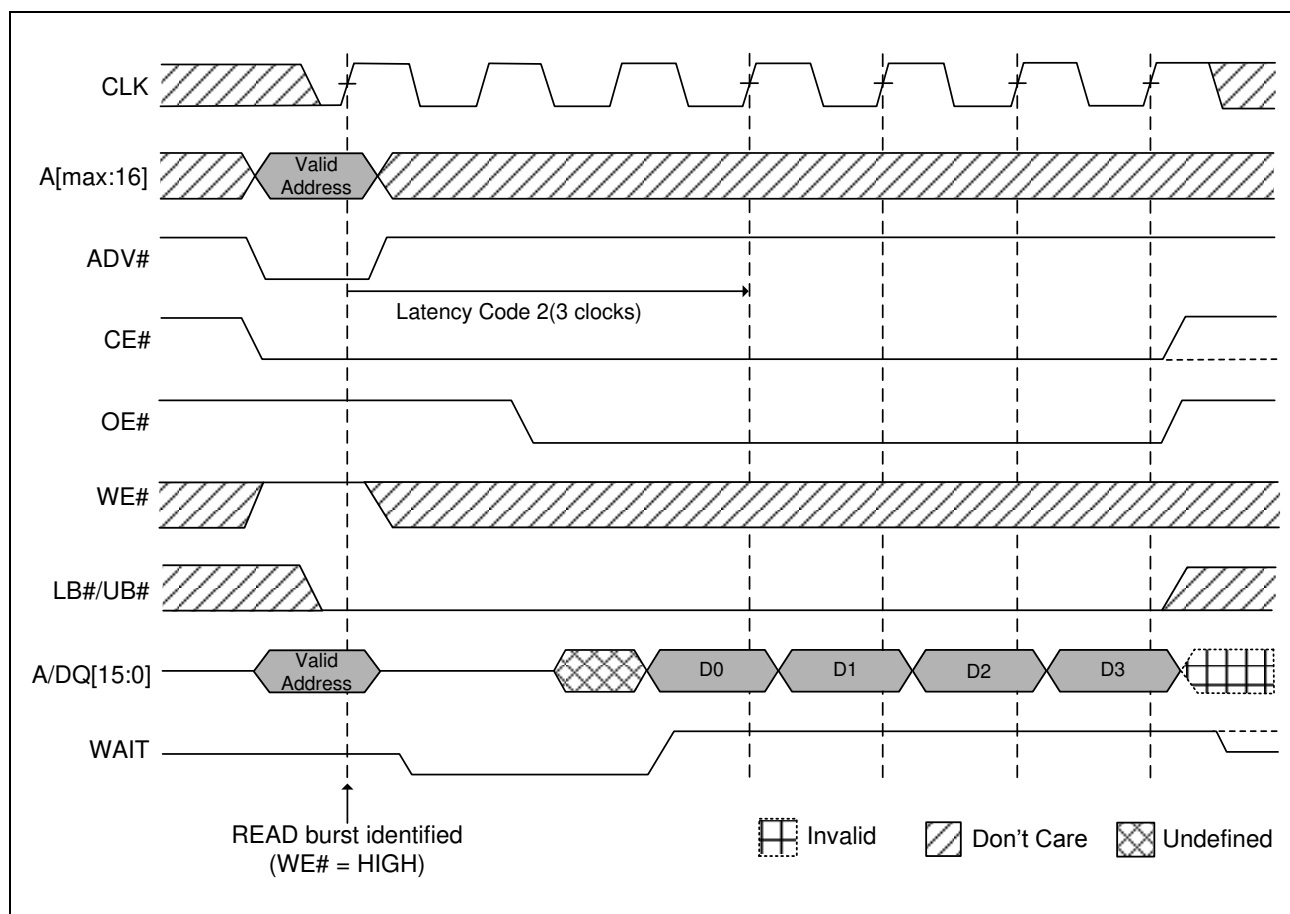 CLK
A[max:16]
Valid
Address
ADV#
Latency Code 2(3 clocks)
CE#
OE#
WE#
LB#/UB#
A/DQ[15:0]
Valid
Address
D0
D1
D2
D3
WAIT
READ burst identified
(WE# = HIGH)
Invalid
Don't Care
Undefined